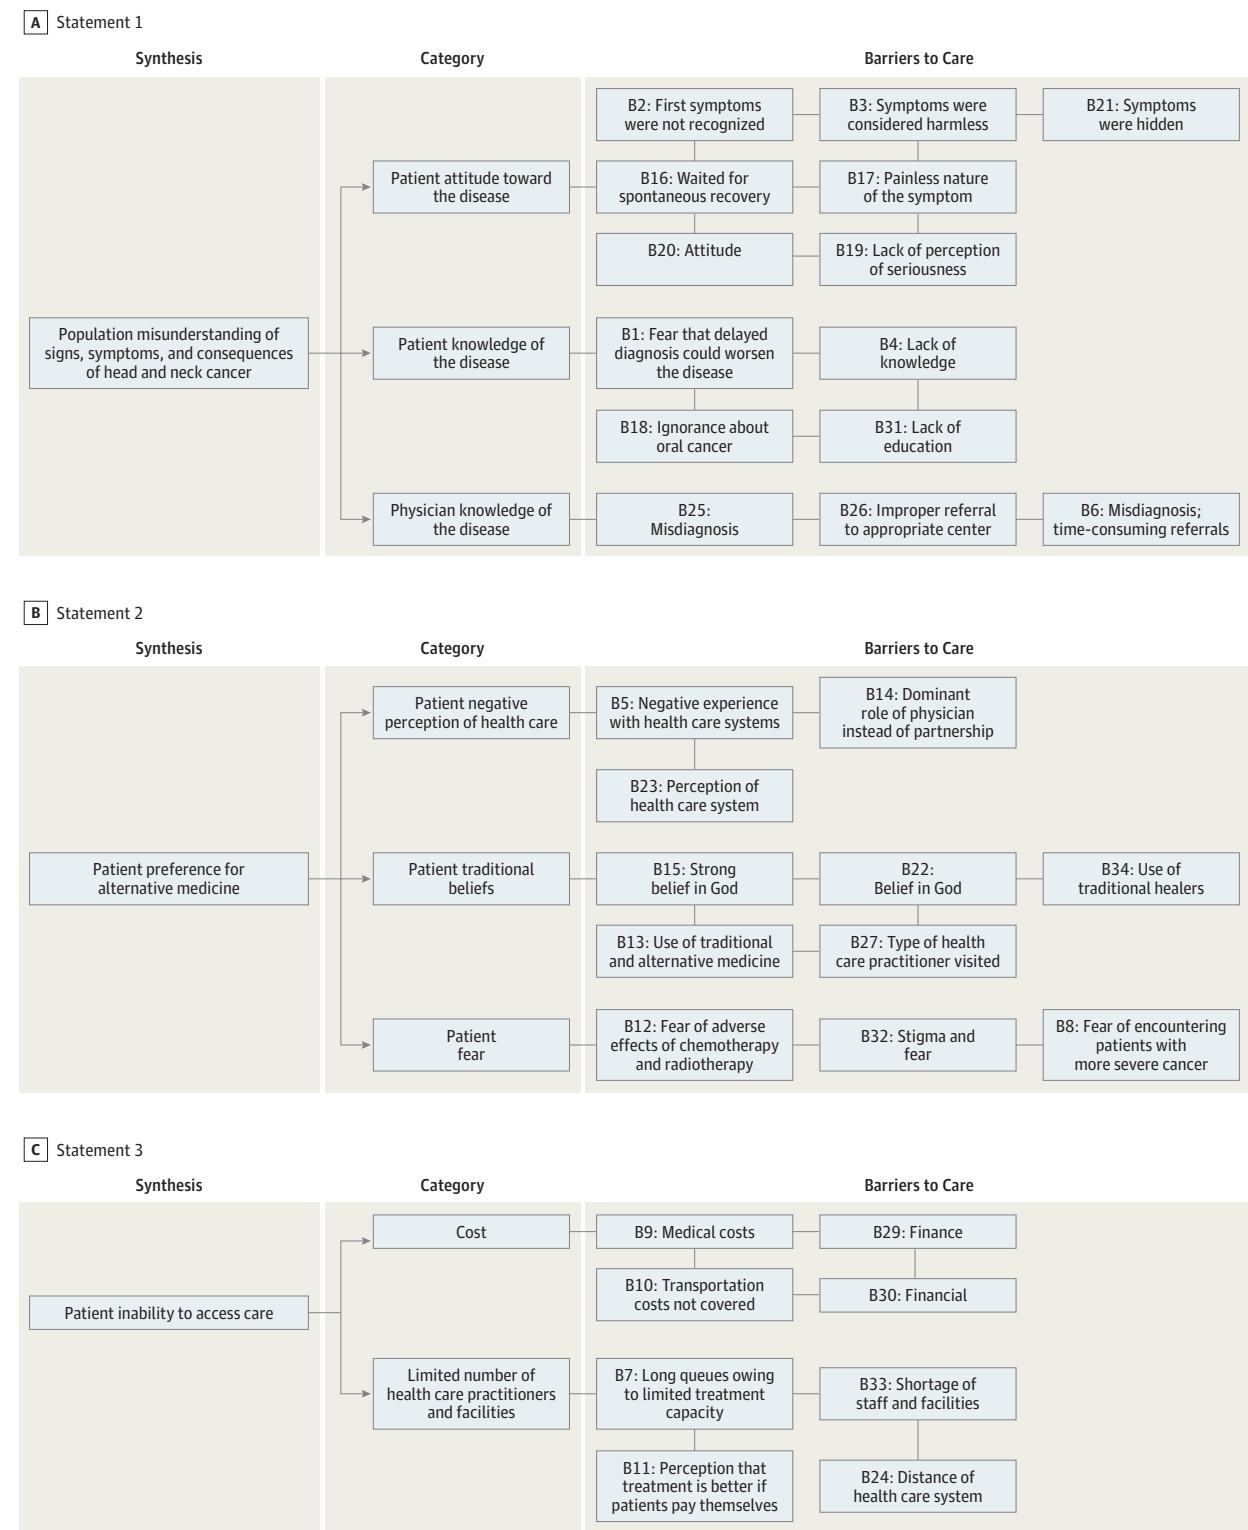 A Statement 1
Synthesis
Category
Barriers to Care
B2: First symptoms
were not recognized
B3: Symptoms were
considered harmless
B21: Symptoms
were hidden
Patient attitude toward
the disease
B16: Waited for
spontaneous recovery
B17: Painless nature
of the symptom
B20: Attitude
B19: Lack of perception
of seriousness
Population misunderstanding of
signs, symptoms, and consequences
of head and neck cancer
Patient knowledge of
the disease
B1: Fear that delayed
diagnosis could worsen
the disease
B4: Lack of
knowledge
B18: Ignorance about
oral cancer
B31: Lack of
education
Physician knowledge of
the disease
B25:
Misdiagnosis
B26: Improper referral
to appropriate center
B6: Misdiagnosis;
time-consuming referrals
B Statement 2
Synthesis
Category
Barriers to Care
Patient negative
perception of health care
B5: Negative experience
with health care systems
B14: Dominant
role of physician
instead of partnership
B23: Perception of
health care system
Patient preference for
alternative medicine
Patient traditional
beliefs
B15: Strong
belief in God
B22:
Belief in God
B34: Use of
traditional healers
B13: Use of traditional
and alternative medicine
B27: Type of health
care practitioner visited
Patient
fear
B12: Fear of adverse
effects of chemotherapy
and radiotherapy
B32: Stigma and
fear
B8: Fear of encountering
patients with
more severe cancer
C Statement 3
Synthesis
Category
Barriers to Care
Cost
B9: Medical costs
B29: Finance
B10: Transportation
costs not covered
B30: Financial
Patient inability to access care
Limited number of
health care practitioners
and facilities
B7: Long queues owing
to limited treatment
capacity
B33: Shortage of
staff and facilities
B11: Perception that
treatment is better if
patients pay themselves
B24: Distance of
health care system